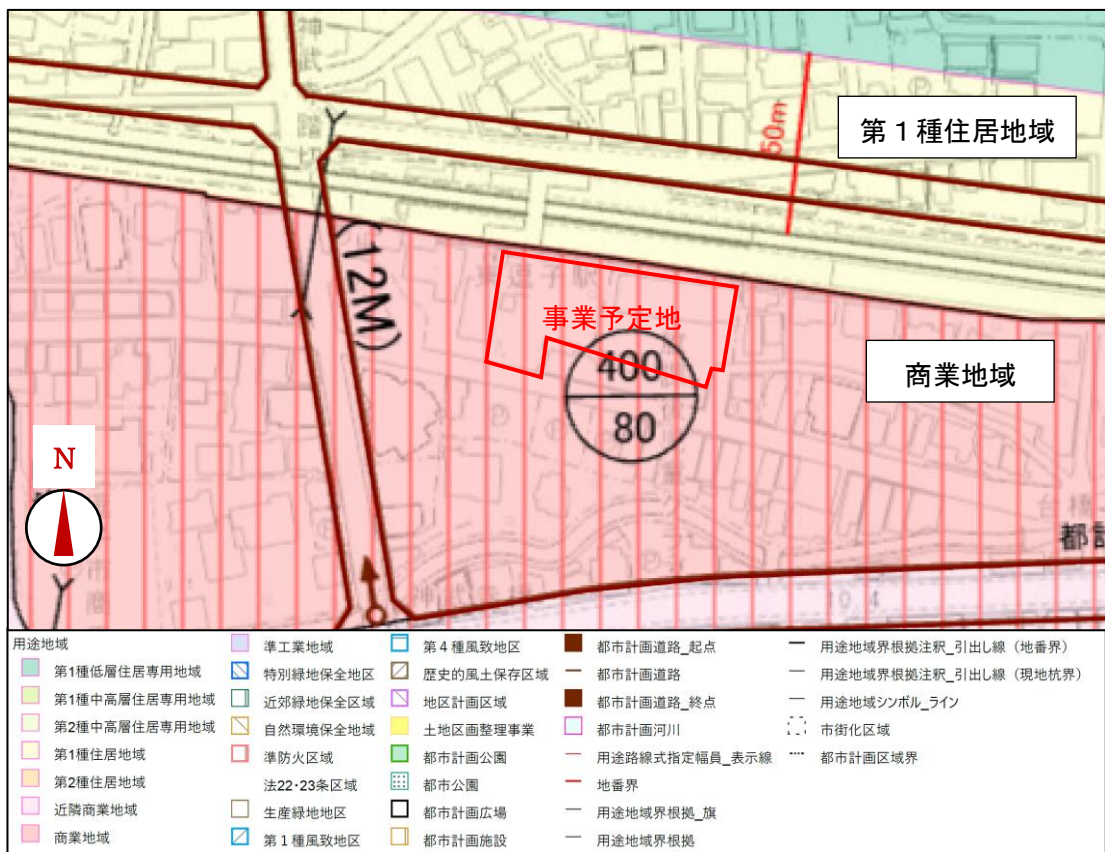 50m
第１種住居地域
(12M)
東逗子駅
事業予定地
400
80
商業地域
N
10.4
都計
用途地域
第1種低層住居専用地域
第1種中高層住居専用地域
第2種中高層住居専用地域
第1種住居地域
第2種住居地域
近隣商業地域
商業地域
準工業地域
特別緑地保全地区
近郊緑地保全区域
自然環境保全地域
準防火区域
法22・23条区域
生産緑地地区
第１種風致地区
第４種風致地区
歴史的風土保存区域
地区計画区域
土地区画整理事業
都市計画公園
都市公園
都市計画広場
都市計画施設
都市計画道路_起点
都市計画道路
都市計画道路_終点
都市計画河川
用途路線式指定幅員_表示線
地番界
用途地域界根拠_旗
用途地域界根拠
用途地域界根拠注釈_引出し線（地番界）
用途地域界根拠注釈_引出し線（現地杭界）
用途地域シンボル_ライン
市街化区域
都市計画区域界